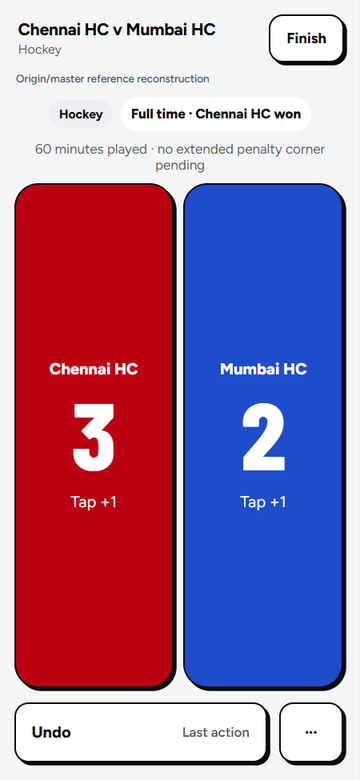 Chennai HC v Mumbai HC
Hockey
Finish
Origin/master reference reconstruction
Hockey
Full time · Chennai HC won
60 minutes played · no extended penalty corner
pending
Chennai HC
3
Tap +1
Mumbai HC
2
Tap +1
Undo
Last action
···